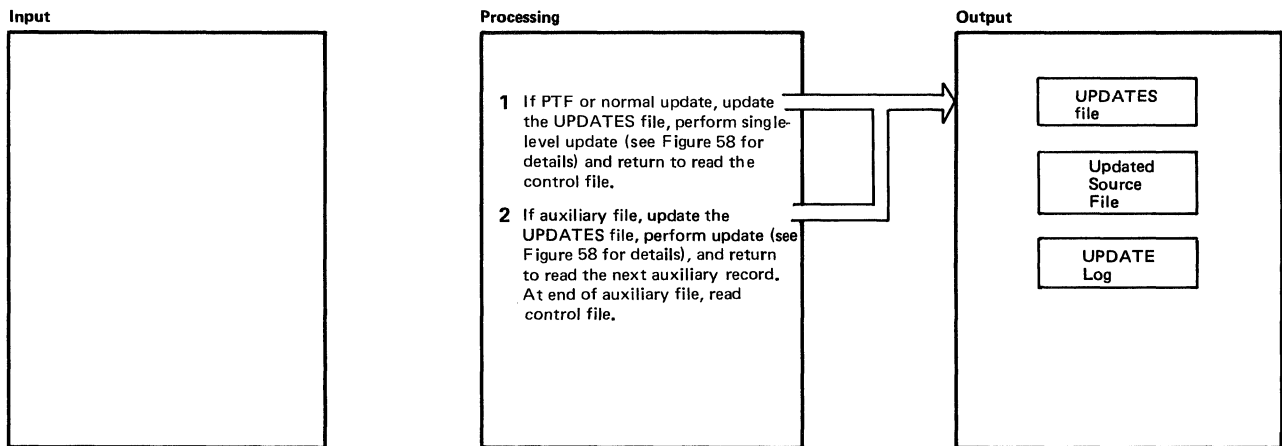 Input
Processing
Output
1 If PTF or normal update, update
the UPDATES file, perform single-
level update (see Figure 58 for
details) and return to read the
control file.
2 If auxiliary file, update the
UPDATES file, perform update (see
Figure 58 for details), and return
to read the next auxiliary record.
At end of auxiliary file, read
control file.
UPDATES
file
Updated
Source
File
UPDATE
Log